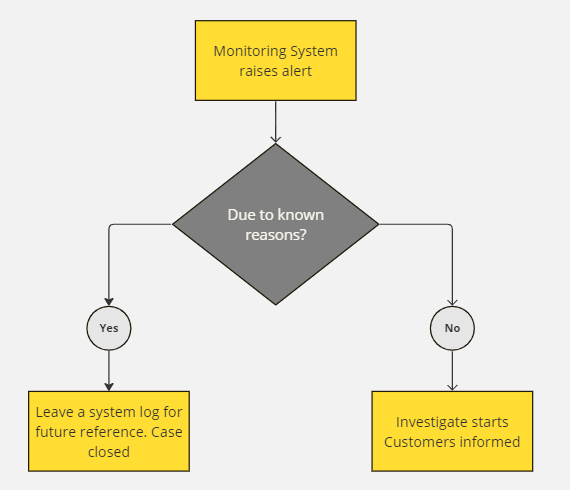 Monitoring System
raises alert
Due to known
reasons?
Yes
No
Leave a system log for
future reference. Case
closed
Investigate starts
Customers informed